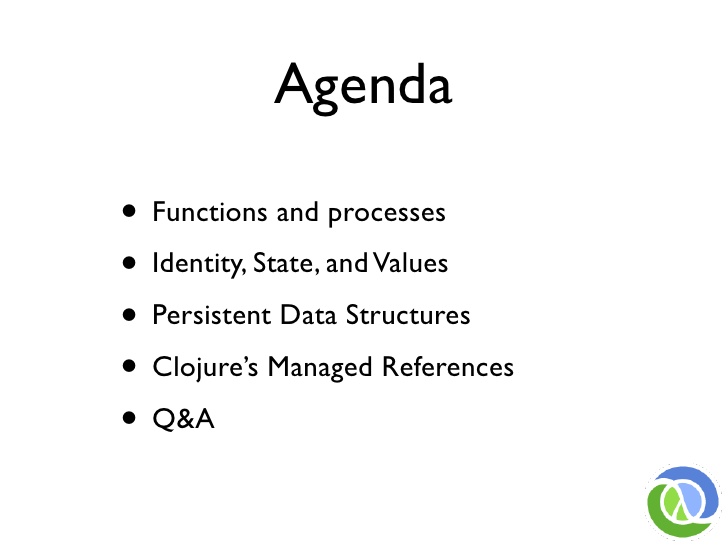 Agenda
• Functions and processes
• Identity, State, and Values
• Persistent Data Structures
• Clojure’s Managed References
• Q&A